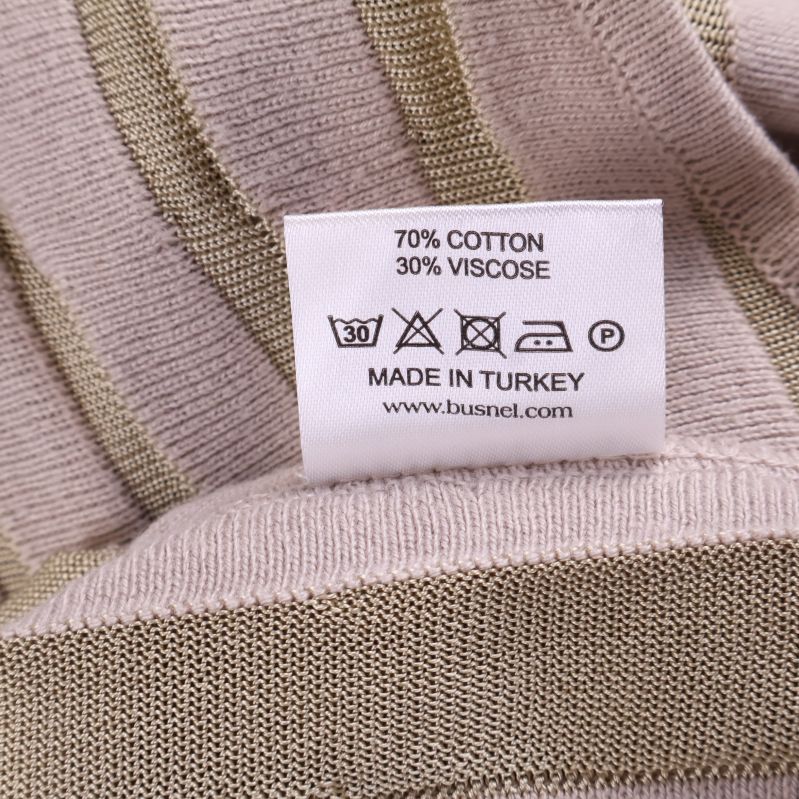 70% COTTON
30% VISCOSE
30 P
MADE IN TURKEY
www.busnel.com